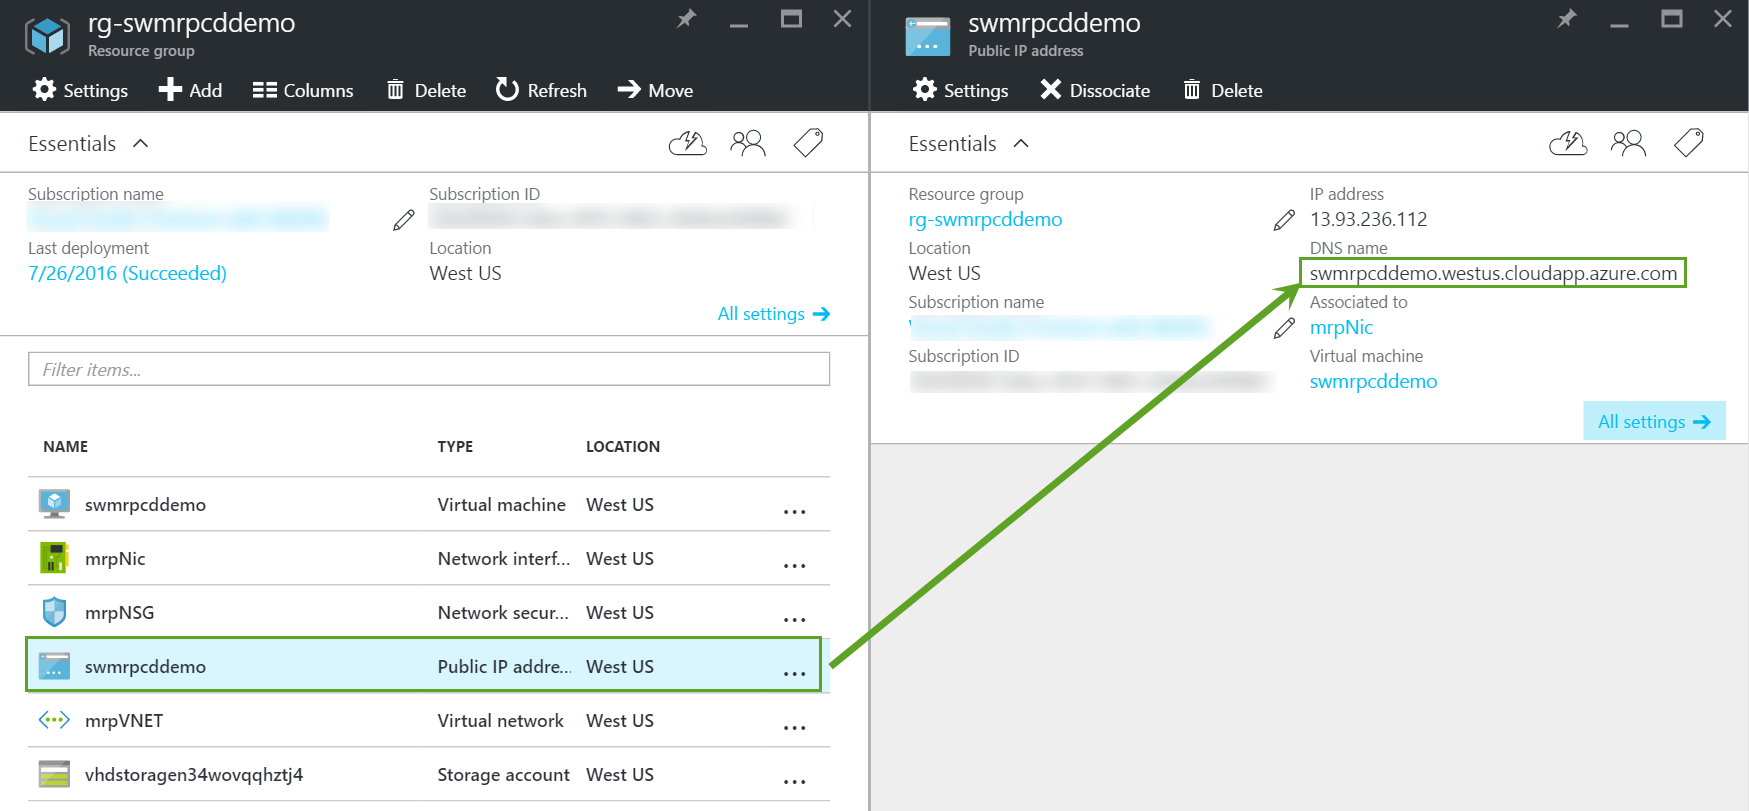 rg-swmrpcddemo
Resource group
Settings Add Columns Delete Refresh Move
Essentials
Subscription name Subscription ID
Last deployment Location
7/26/2016 (Succeeded) West US
All settings
Filter items...
NAME TYPE LOCATION
swmrpcddemo Virtual machine West US ...
mrpNic Network interf... West US ...
mrpNSG Network secur... West US ...
swmrpcddemo Public IP addre... West US ...
mrpVNET Virtual network West US ...
vhdstoragen34wovqqhztj4 Storage account West US ...
swmrpcddemo
Public IP address
Settings Dissociate Delete
Essentials
Resource group IP address
rg-swmrpcddemo 13.93.236.112
Location DNS name
West US swmrpcddemo.westus.cloudapp.azure.com
Subscription name Associated to
mrpNic
Subscription ID Virtual machine
swmrpcddemo
All settings